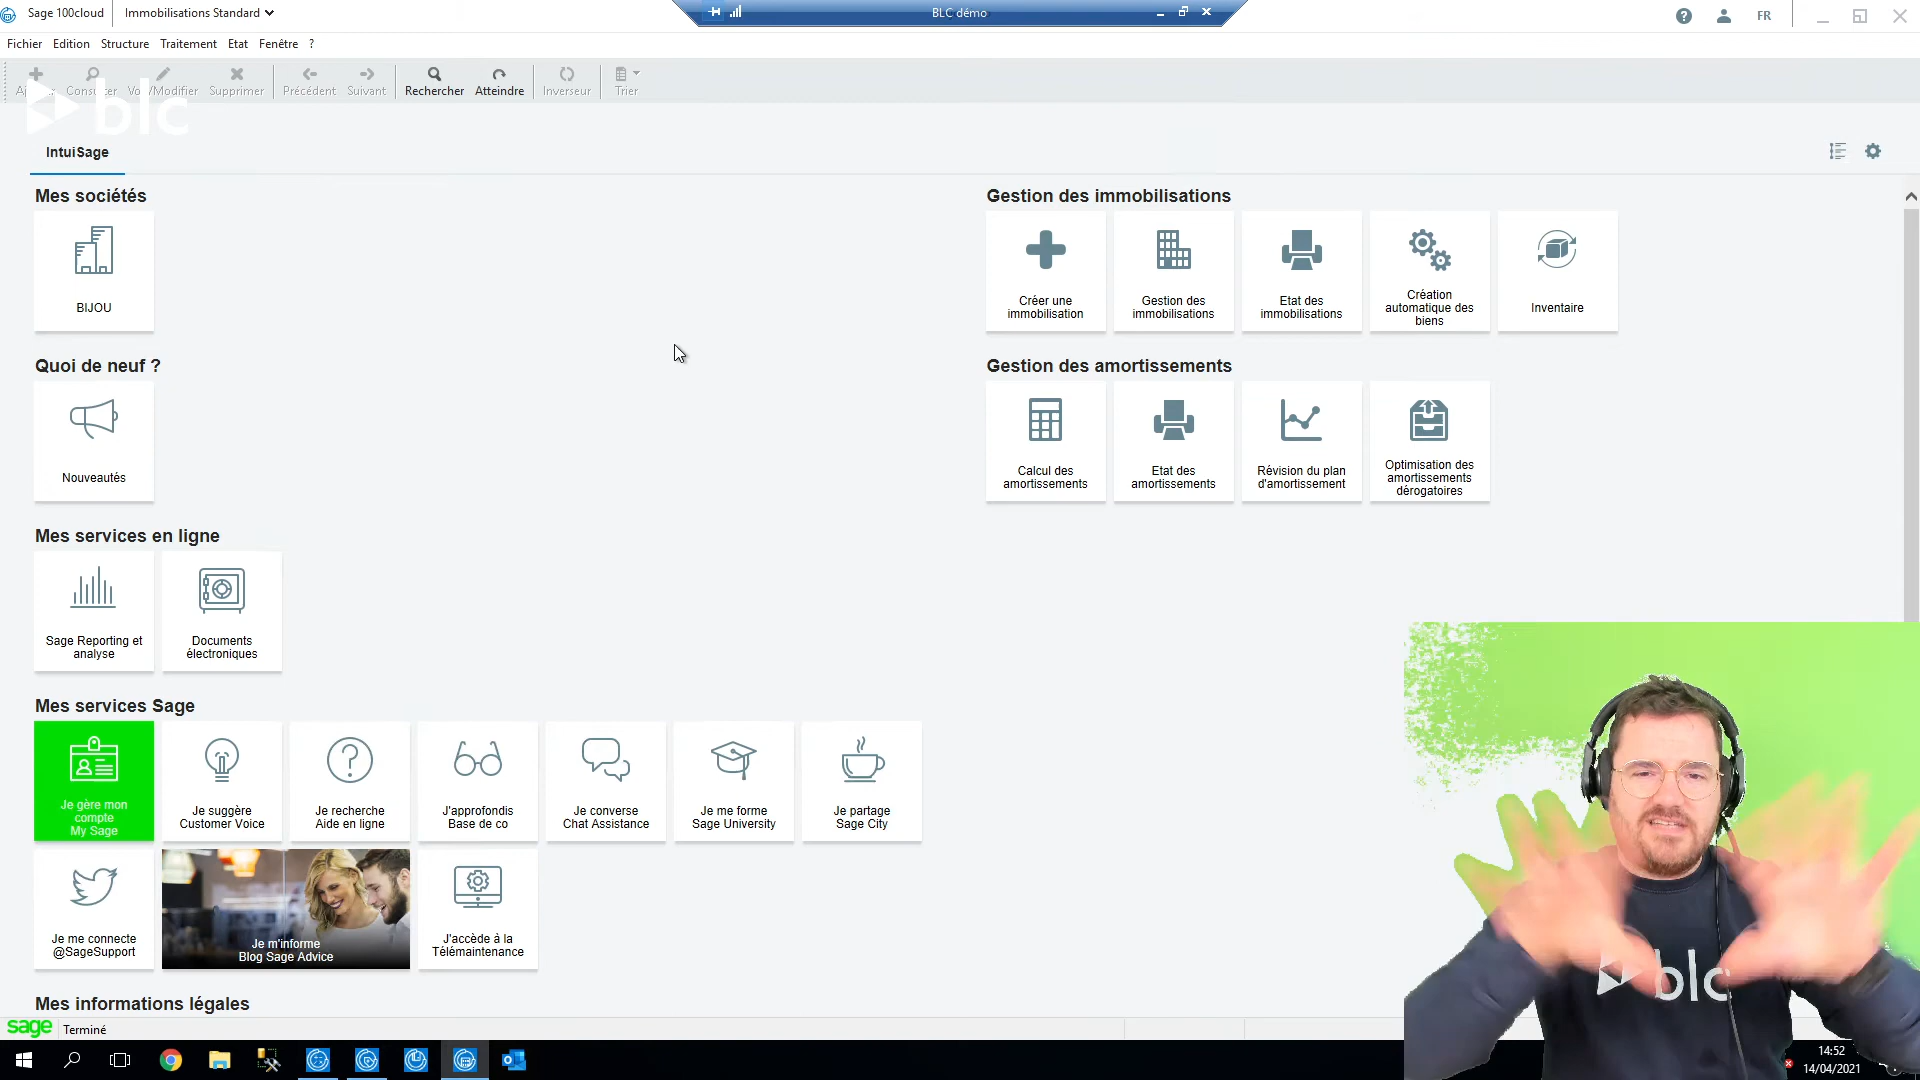 Sage 100cloud
Immobilisations Standard
BLC démo
FR
Fichier Edition Structure Traitement Etat Fenêtre ?
Consulter Voir/Modifier Supprimer Précédent Suivant Rechercher Atteindre Inverseur Trier
blc
IntuiSage
Mes sociétés
BIJOU
Quoi de neuf ?
Nouveautés
Mes services en ligne
Sage Reporting et
analyse
Documents
électroniques
Mes services Sage
Je gère mon
compte
My Sage
Je suggère
Customer Voice
Je recherche
Aide en ligne
J'approfondis
Base de co
Je converse
Chat Assistance
Je me forme
Sage University
Je partage
Sage City
Je me connecte
@SageSupport
Je m'informe
Blog Sage Advice
J'accède à la
Télémaintenance
Mes informations légales
Gestion des immobilisations
Créer une
immobilisation
Gestion des
immobilisations
Etat des
immobilisations
Création
automatique des
biens
Inventaire
Gestion des amortissements
Calcul des
amortissements
Etat des
amortissements
Révision du plan
d'amortissement
Optimisation des
amortissements
dérogatoires
blc
sage Terminé
14:52
14/04/2021